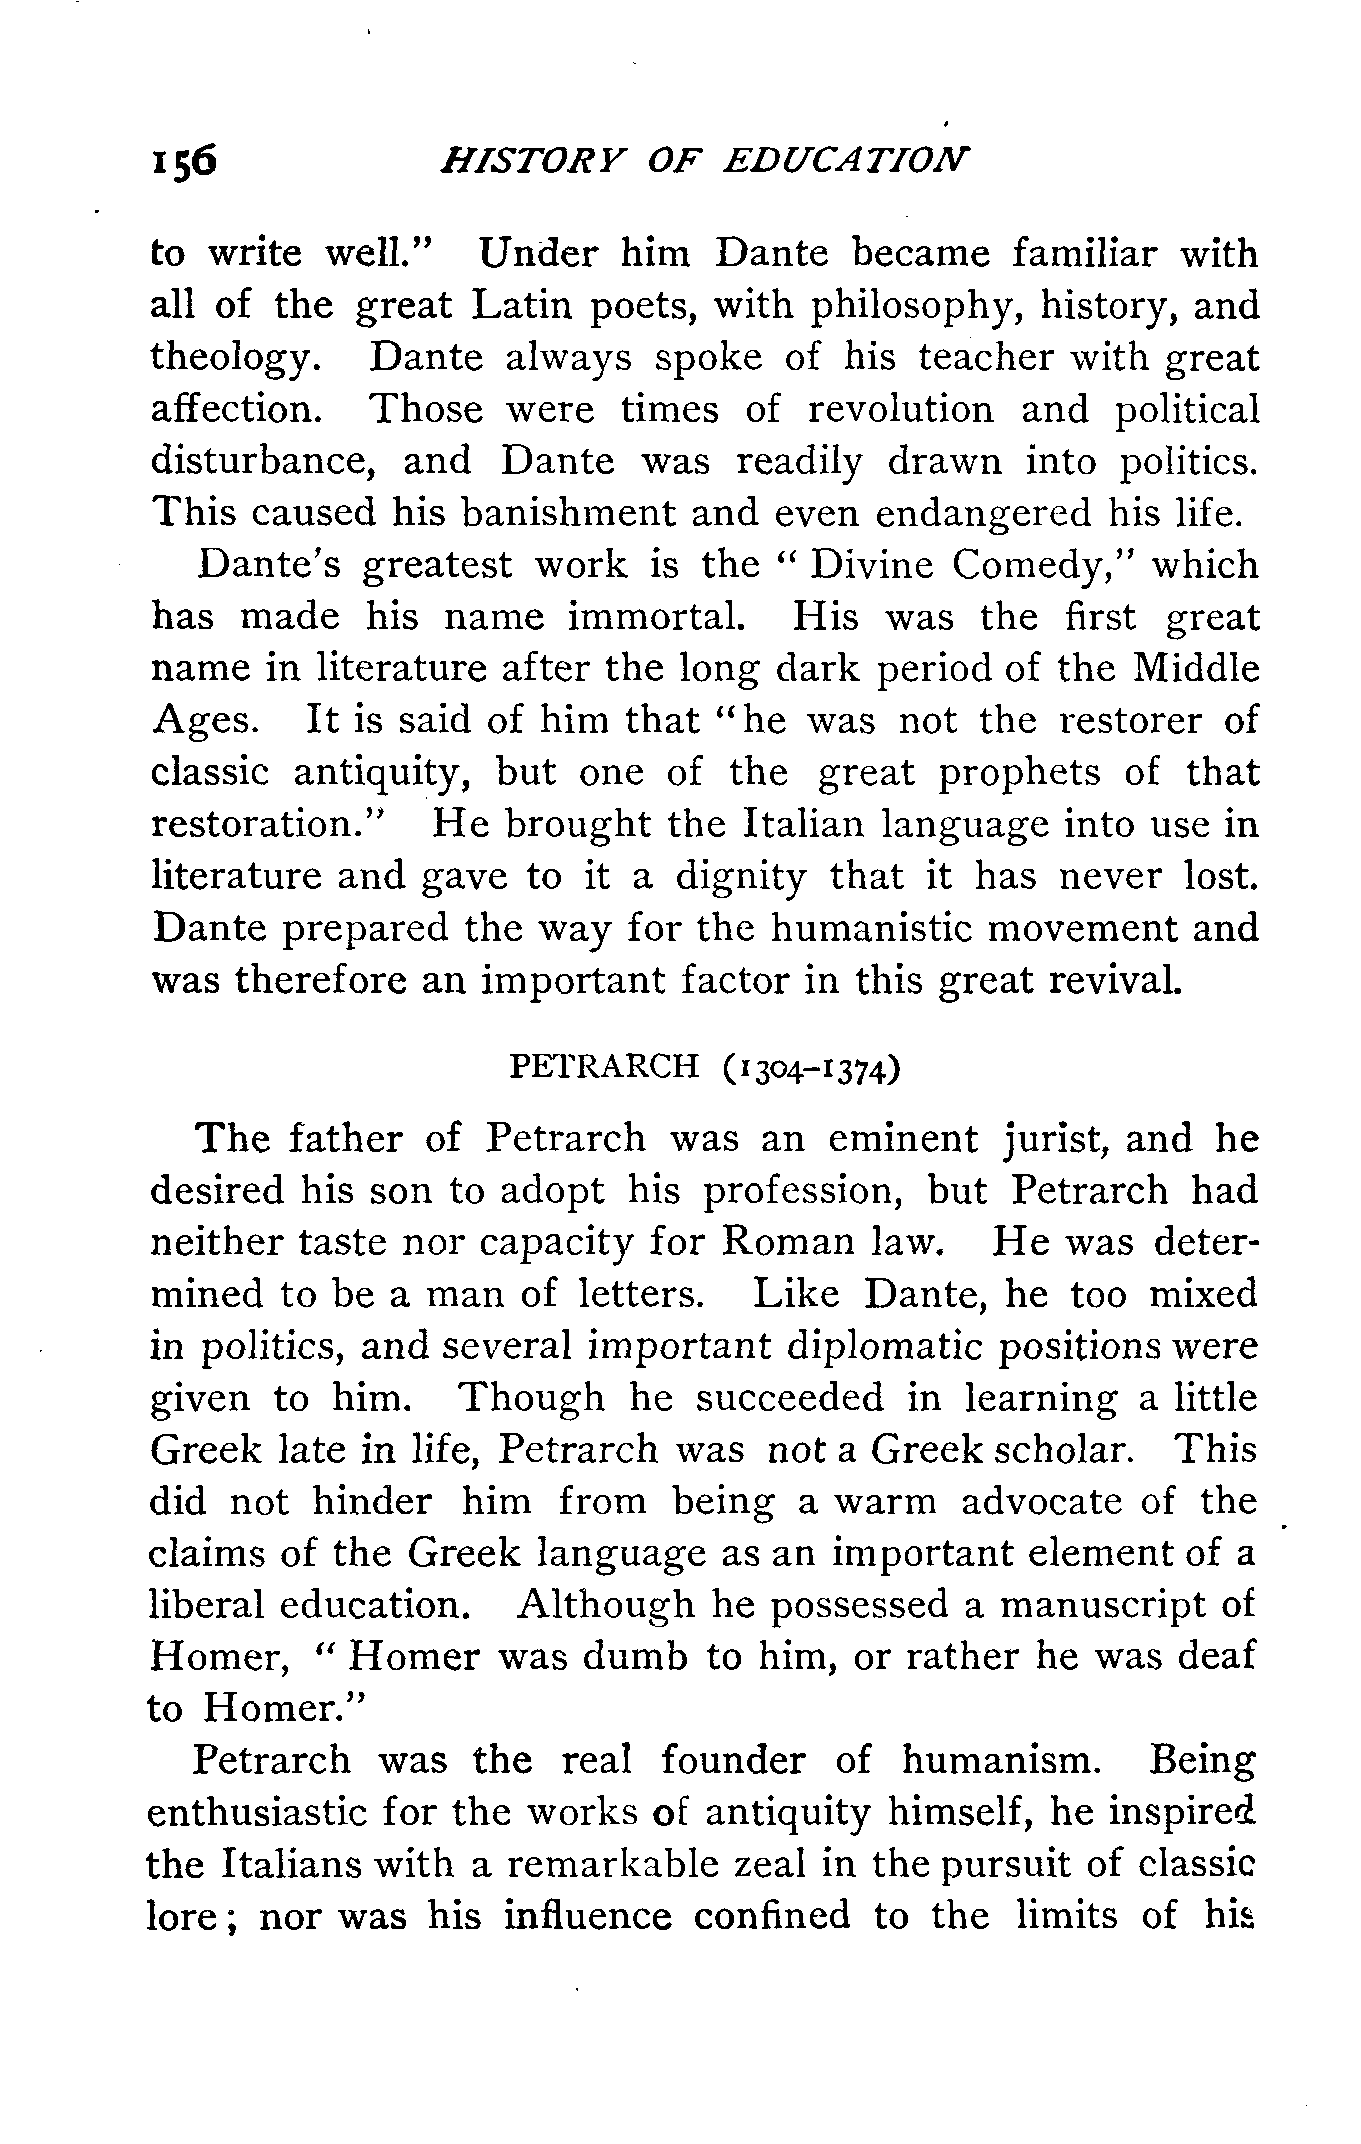 156 HISTORY OF EDUCATION
to write well." Under him Dante became familiar with
all of the great Latin poets, with philosophy, history, and
theology. Dante always spoke of his teacher with great
affection. Those were times of revolution and political
disturbance, and Dante was readily drawn into politics.
This caused his banishment and even endangered his life.
Dante's greatest work is the " Divine Comedy," which
has made his name immortal. His was the first great
name in literature after the long dark period of the Middle
Ages. It is said of him that "he was not the restorer of
classic antiquity, but one of the great prophets of that
restoration." He brought the Italian language into use in
literature and gave to it a dignity that it has never lost.
Dante prepared the way for the humanistic movement and
was therefore an important factor in this great revival.
PETRARCH (1304–1374)
The father of Petrarch was an eminent jurist, and he
desired his son to adopt his profession, but Petrarch had
neither taste nor capacity for Roman law. He was deter-
mined to be a man of letters. Like Dante, he too mixed
in politics, and several important diplomatic positions were
given to him. Though he succeeded in learning a little
Greek late in life, Petrarch was not a Greek scholar. This
did not hinder him from being a warm advocate of the
claims of the Greek language as an important element of a
liberal education. Although he possessed a manuscript of
Homer, " Homer was dumb to him, or rather he was deaf
to Homer."
Petrarch was the real founder of humanism. Being
enthusiastic for the works of antiquity himself, he inspired
the Italians with a remarkable zeal in the pursuit of classic
lore; nor was his influence confined to the limits of his